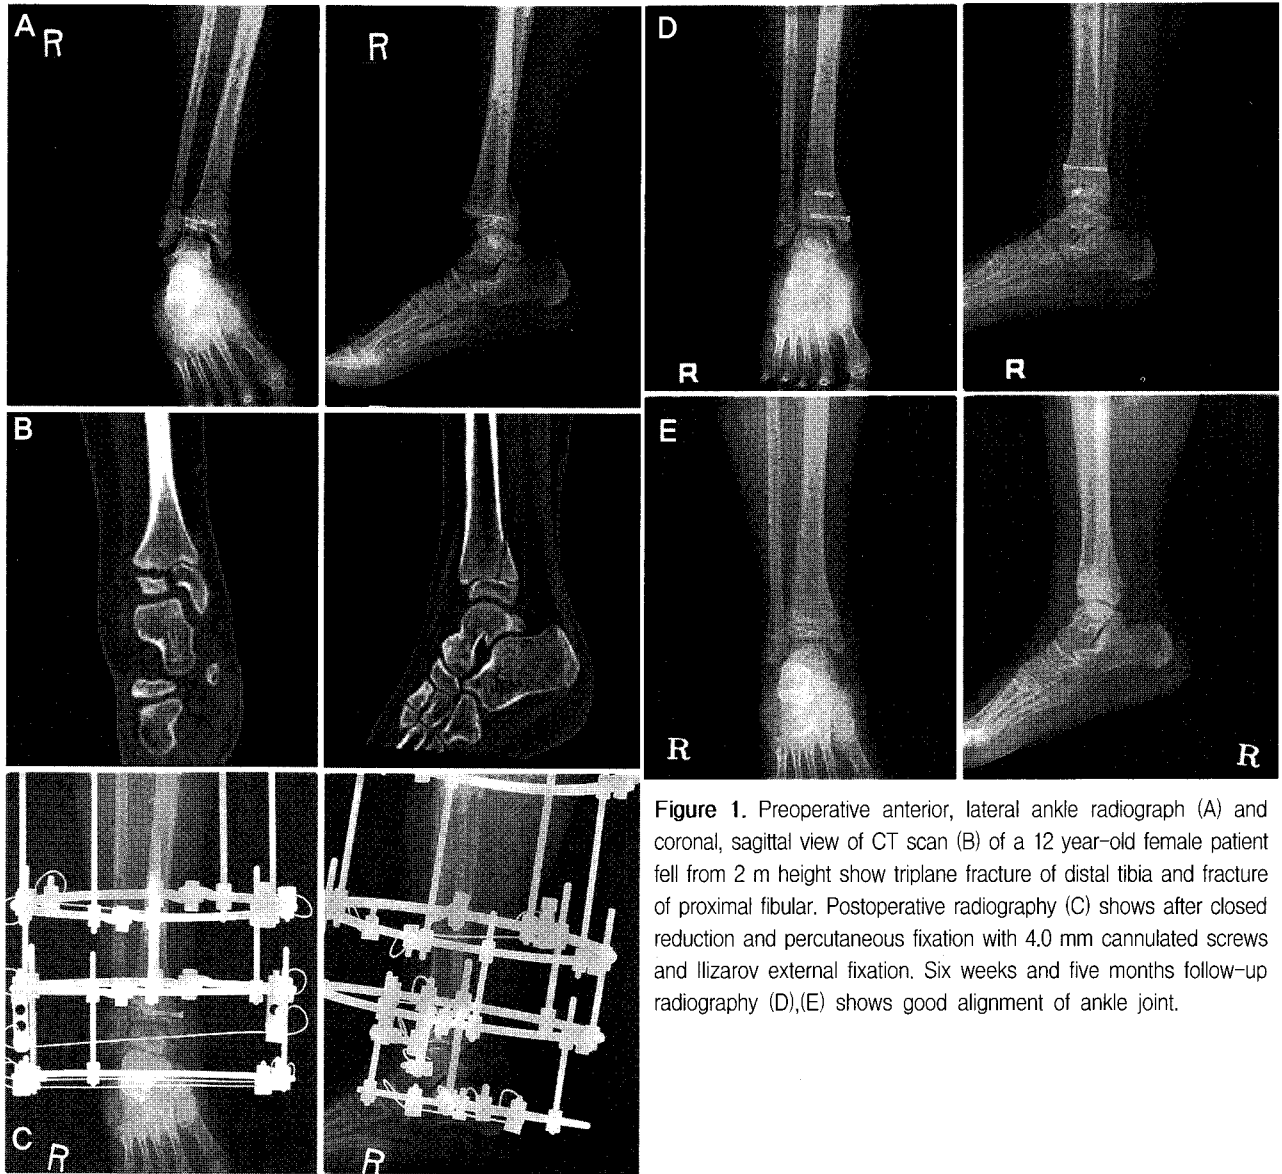 A
R
R
D
R
R
B
E
R
R
C
R
R
Figure 1. Preoperative anterior, lateral ankle radiograph (A) and
coronal, sagittal view of CT scan (B) of a 12 year-old female patient
fell from 2 m height show triplane fracture of distal tibia and fracture
of proximal fibular. Postoperative radiography (C) shows after closed
reduction and percutaneous fixation with 4.0 mm cannulated screws
and Ilizarov external fixation. Six weeks and five months follow-up
radiography (D),(E) shows good alignment of ankle joint.